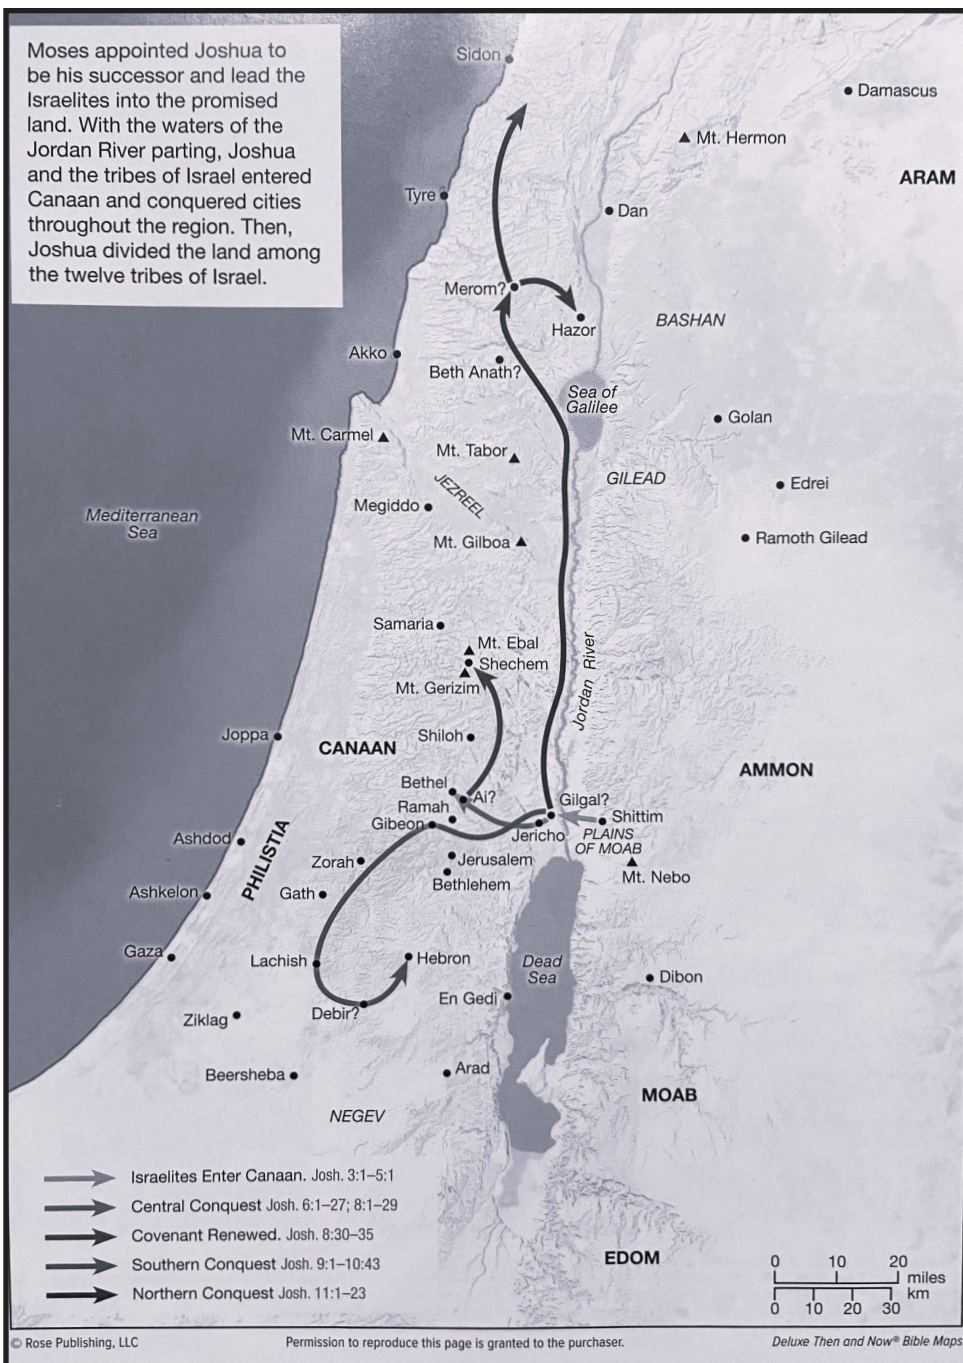 Moses appointed Joshua to
be his successor and lead the
Israelites into the promised
land. With the waters of the
Jordan River parting, Joshua
and the tribes of Israel entered
Canaan and conquered cities
throughout the region. Then,
Joshua divided the land among
the twelve tribes of Israel.
Sidon
Damascus
Mt. Hermon
ARAM
Tyre
Dan
Merom?
Hazor
BASHAN
Akko
Beth Anath?
Sea of
Galilee
Golan
Mt. Carmel
Mt. Tabor
GILEAD
Edrei
JEZREEL
Megiddo
Mediterranean
Sea
Mt. Gilboa
Ramoth Gilead
Samaria
Mt. Ebal
Shechem
Mt. Gerizim
Jordan River
Joppa
CANAAN
Shiloh
AMMON
Bethel
Ai?
Ramah
Gilgal?
Gibeon
Jericho
Shittim
PLAINS
OF MOAB
Ashdod
PHILISTIA
Zorah
Jerusalem
Bethlehem
Mt. Nebo
Ashkelon
Gath
Gaza
Lachish
Hebron
Dead
Sea
Dibon
Debir?
En Gedi
Ziklag
Beersheba
Arad
MOAB
NEGEV
Israelites Enter Canaan. Josh. 3:1–5:1
Central Conquest Josh. 6:1–27; 8:1–29
Covenant Renewed. Josh. 8:30–35
Southern Conquest Josh. 9:1–10:43
Northern Conquest Josh. 11:1–23
EDOM
0 10 20
miles
km
0 10 20 30
© Rose Publishing, LLC
Permission to reproduce this page is granted to the purchaser.
Deluxe Then and Now® Bible Maps